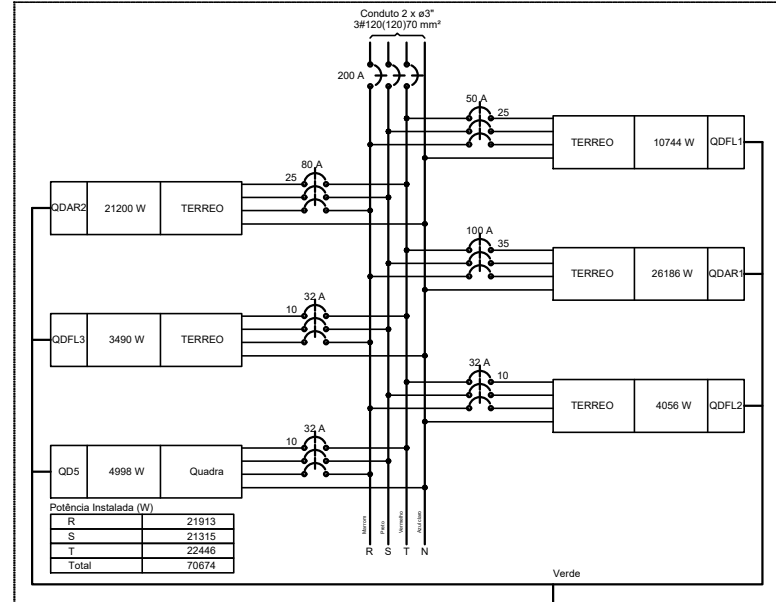 Conduto 2 x ø3"
3#120(120)70 mm²
200 A
50 A
25
TERREO 10744 W QDFL1
80 A
25
QDAR2 21200 W TERREO
100 A
35
TERREO 26186 W QDAR1
32 A
10
QDFL3 3490 W TERREO
32 A
10
TERREO 4056 W QDFL2
32 A
10
QD5 4998 W Quadra
Potência Instalada (W)
R 21913
S 21315
T 22446
Total 70674
Marrom
Preto
Vermelho
Azul claro
R S T N
Verde